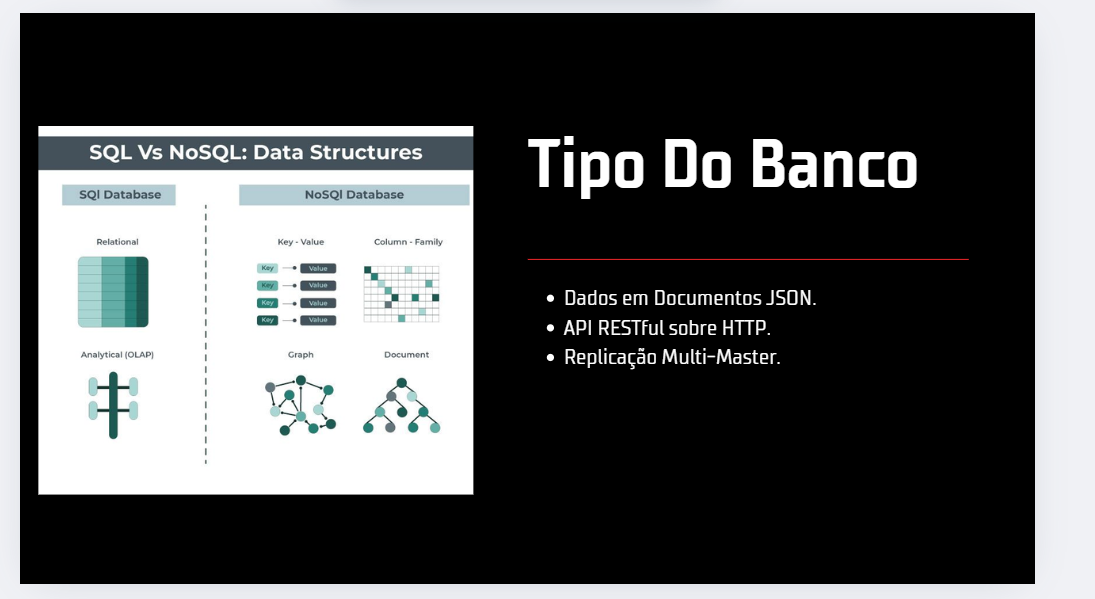 SQL Vs NoSQL: Data Structures
SQl Database
NoSQl Database
Relational
Key - Value
Column - Family
Key Value
Key Value
Key Value
Key Value
Analytical (OLAP)
Graph
Document
Tipo Do Banco
Dados em Documentos JSON.
API RESTful sobre HTTP.
Replicação Multi-Master.